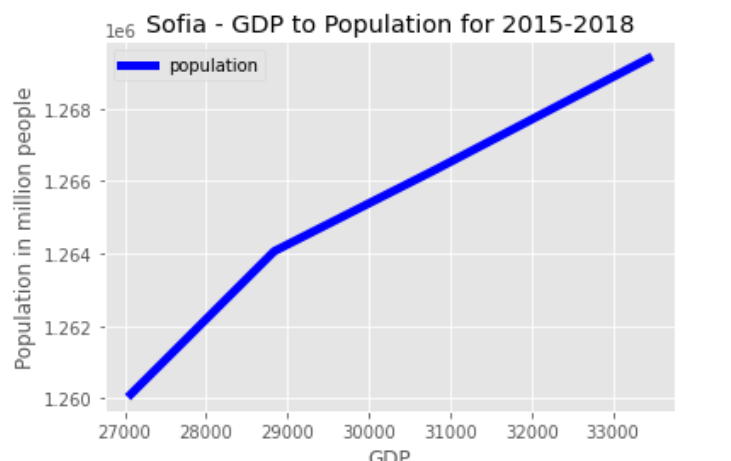 Sofia - GDP to Population for 2015-2018
1e6
population
Population in million people
1.268
1.266
1.264
1.262
1.260
27000 28000 29000 30000 31000 32000 33000
GDP